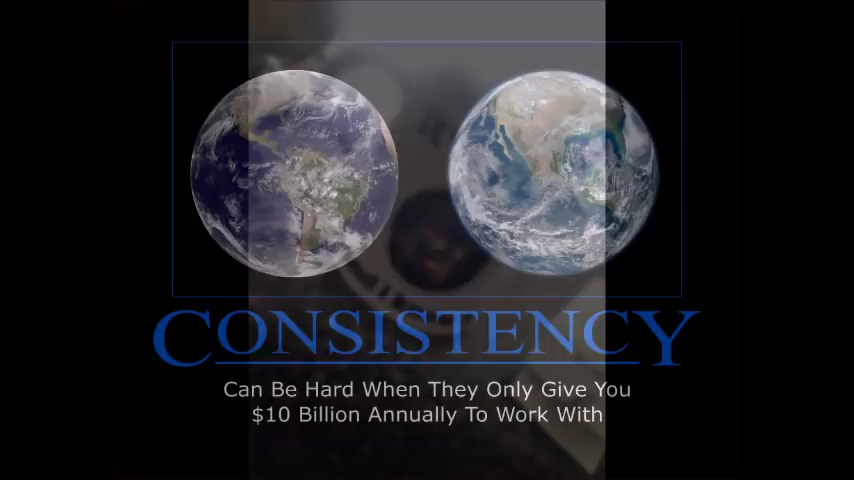 CONSISTENCY
Can Be Hard When They Only Give You
$10 Billion Annually To Work With